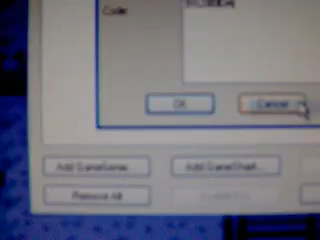 Code:
OK
Cancel
Add GameGenie...
Add GameShark...
Remove All